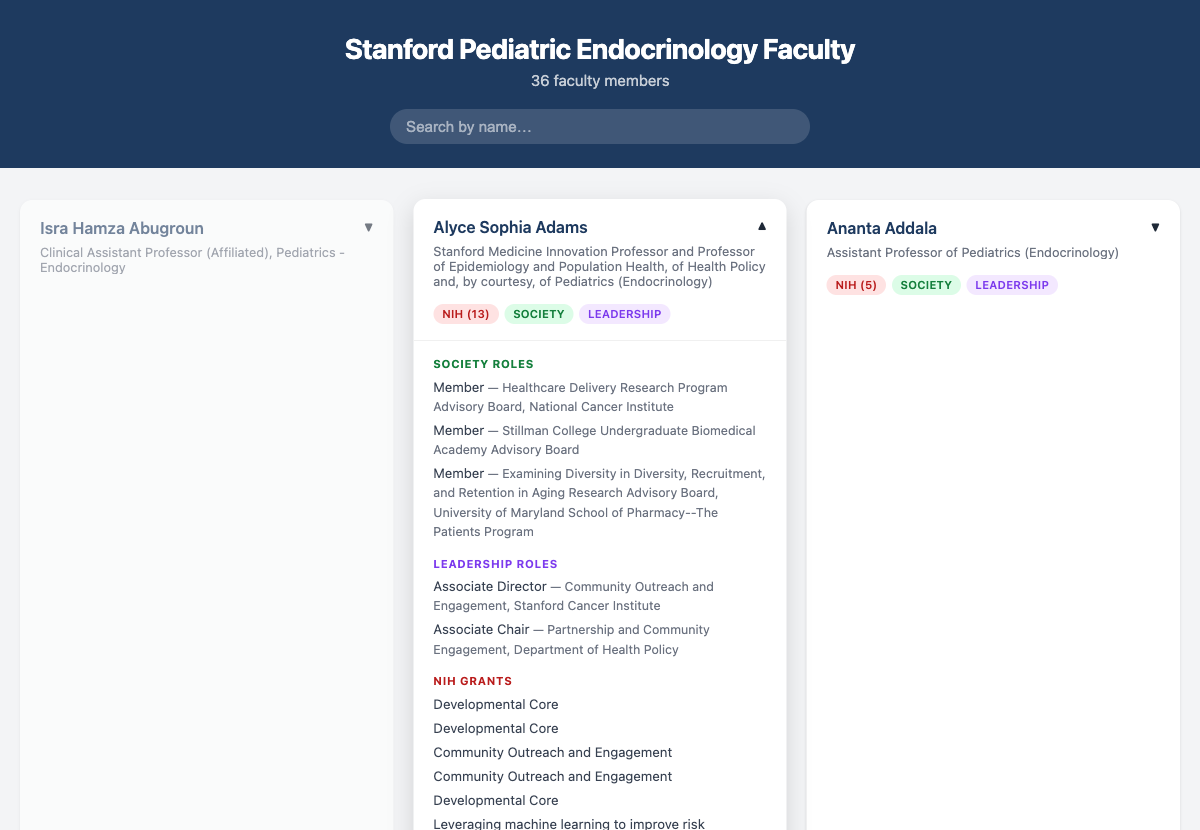 Stanford Pediatric Endocrinology Faculty
36 faculty members
Search by name...
Isra Hamza Abugroun ▼
Clinical Assistant Professor (Affiliated), Pediatrics -
Endocrinology
Alyce Sophia Adams ▲
Stanford Medicine Innovation Professor and Professor
of Epidemiology and Population Health, of Health Policy
and, by courtesy, of Pediatrics (Endocrinology)
NIH (13) SOCIETY LEADERSHIP
SOCIETY ROLES
Member — Healthcare Delivery Research Program
Advisory Board, National Cancer Institute
Member — Stillman College Undergraduate Biomedical
Academy Advisory Board
Member — Examining Diversity in Diversity, Recruitment,
and Retention in Aging Research Advisory Board,
University of Maryland School of Pharmacy--The
Patients Program
LEADERSHIP ROLES
Associate Director — Community Outreach and
Engagement, Stanford Cancer Institute
Associate Chair — Partnership and Community
Engagement, Department of Health Policy
NIH GRANTS
Developmental Core
Developmental Core
Community Outreach and Engagement
Community Outreach and Engagement
Developmental Core
Leveraging machine learning to improve risk
Ananta Addala ▼
Assistant Professor of Pediatrics (Endocrinology)
NIH (5) SOCIETY LEADERSHIP